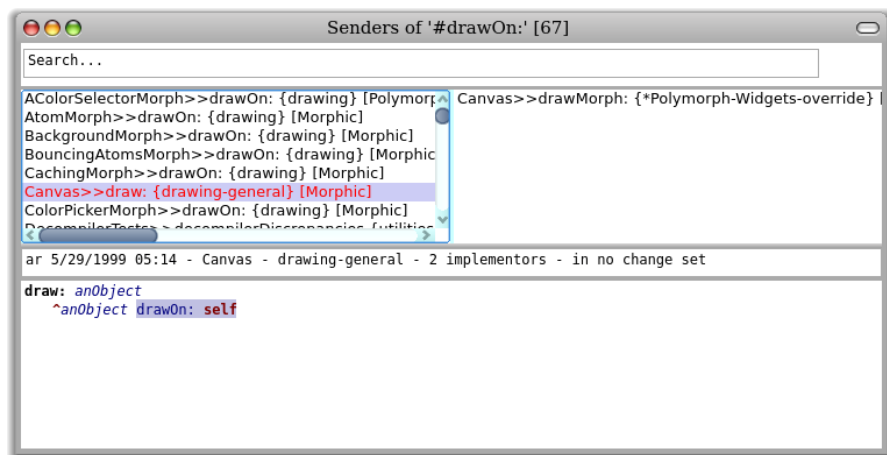 Senders of '#drawOn:' [67]
Search...
AColorSelectorMorph>>drawOn: {drawing} [Polymorp
AtomMorph>>drawOn: {drawing} [Morphic]
BackgroundMorph>>drawOn: {drawing} [Morphic]
BouncingAtomsMorph>>drawOn: {drawing} [Morphic
CachingMorph>>drawOn: {drawing} [Morphic]
Canvas>>draw: {drawing-general} [Morphic]
ColorPickerMorph>>drawOn: {drawing} [Morphic]
DecompilerTests>>decompilerDiscrepancies {utilities
Canvas>>drawMorph: {*Polymorph-Widgets-override} [
ar 5/29/1999 05:14 - Canvas - drawing-general - 2 implementors - in no change set
draw: anObject
^anObject drawOn: self